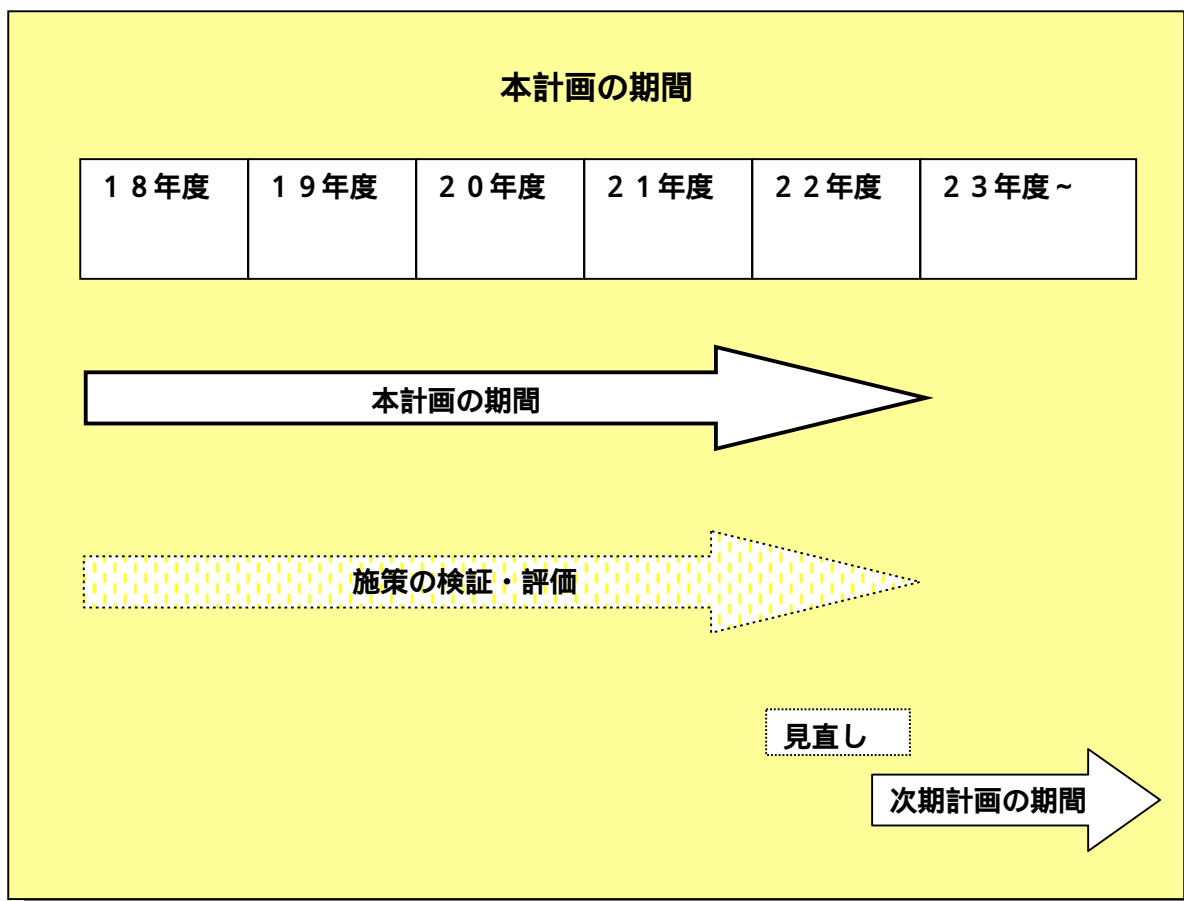 本計画の期間
１８年度 １９年度 ２０年度 ２１年度 ２２年度 ２３年度～
本計画の期間
施策の検証・評価
見直し
次期計画の期間